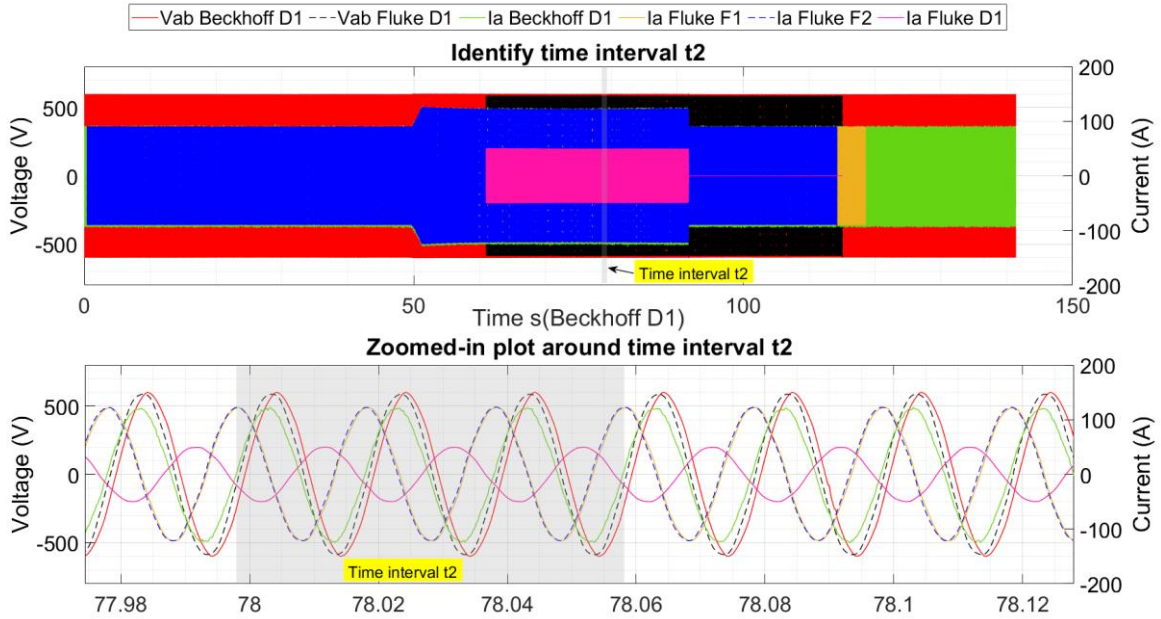 Vab Beckhoff D1 Vab Fluke D1 Ia Beckhoff D1 Ia Fluke F1 Ia Fluke F2 Ia Fluke D1
Identify time interval t2
200
500
100
Voltage (V)
0
0
Current (A)
-500
-100
Time interval t2
-200
0 50 100 150
Time s(Beckhoff D1)
Zoomed-in plot around time interval t2
200
500
100
Voltage (V)
0
0
Current (A)
-500
-100
Time interval t2
-200
77.98 78 78.02 78.04 78.06 78.08 78.1 78.12